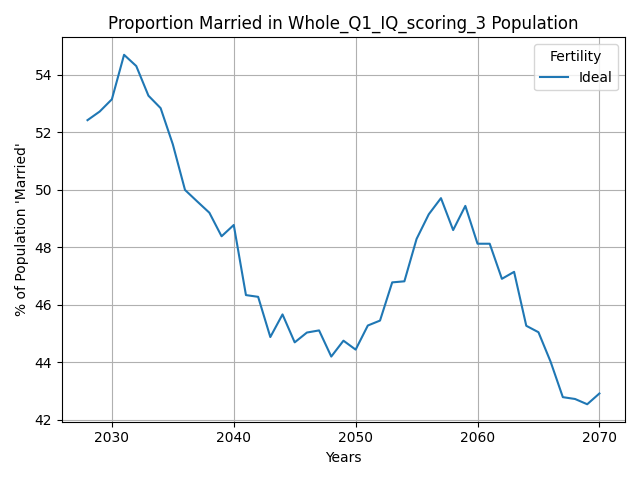 Proportion Married in Whole_Q1_IQ_scoring_3 Population
Fertility
Ideal
% of Population 'Married'
54
52
50
48
46
44
42
2030 2040 2050 2060 2070
Years